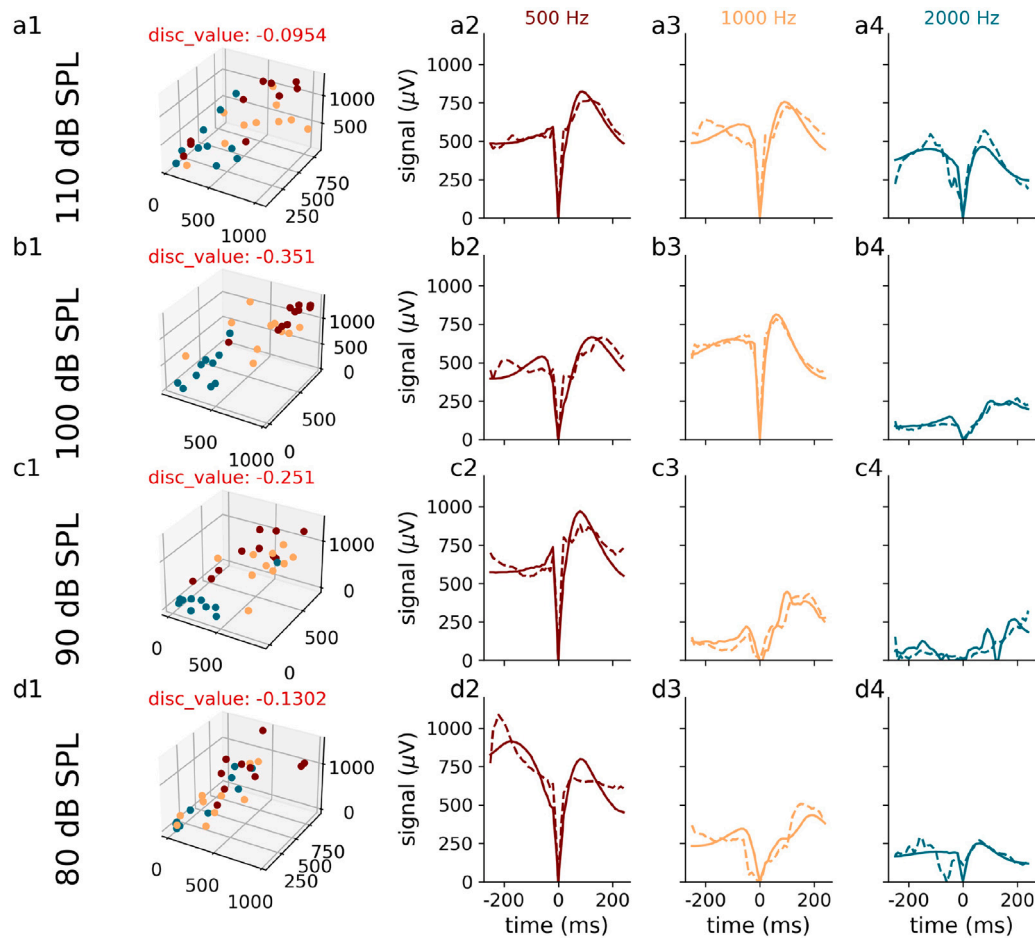 a1
110 dB SPL
disc_value: -0.0954
1000
500
0
500
1000
250
500
750
a2
500 Hz
signal (μV)
1000
750
500
250
0
a3
1000 Hz
a4
2000 Hz
b1
100 dB SPL
disc_value: -0.351
1000
500
0
500
1000
0
500
b2
signal (μV)
1000
750
500
250
0
b3
b4
c1
90 dB SPL
disc_value: -0.251
1000
0
0
500
0
500
c2
signal (μV)
1000
750
500
250
0
c3
c4
d1
80 dB SPL
disc_value: -0.1302
1000
0
0
500
1000
250
500
750
d2
signal (μV)
1000
750
500
250
0
-200 0 200
time (ms)
d3
-200 0 200
time (ms)
d4
-200 0 200
time (ms)